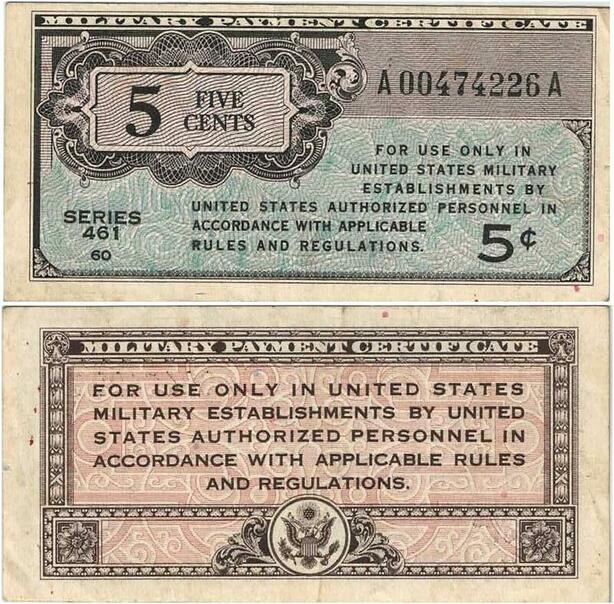 MILITARY PAYMENT CERTIFICATE
5 FIVE CENTS
A00474226A
FOR USE ONLY IN
UNITED STATES MILITARY
ESTABLISHMENTS BY
UNITED STATES AUTHORIZED PERSONNEL IN
ACCORDANCE WITH APPLICABLE
RULES AND REGULATIONS.
SERIES
461
60
5¢
MILITARY PAYMENT CERTIFICATE
FOR USE ONLY IN UNITED STATES
MILITARY ESTABLISHMENTS BY UNITED
STATES AUTHORIZED PERSONNEL IN
ACCORDANCE WITH APPLICABLE RULES
AND REGULATIONS.